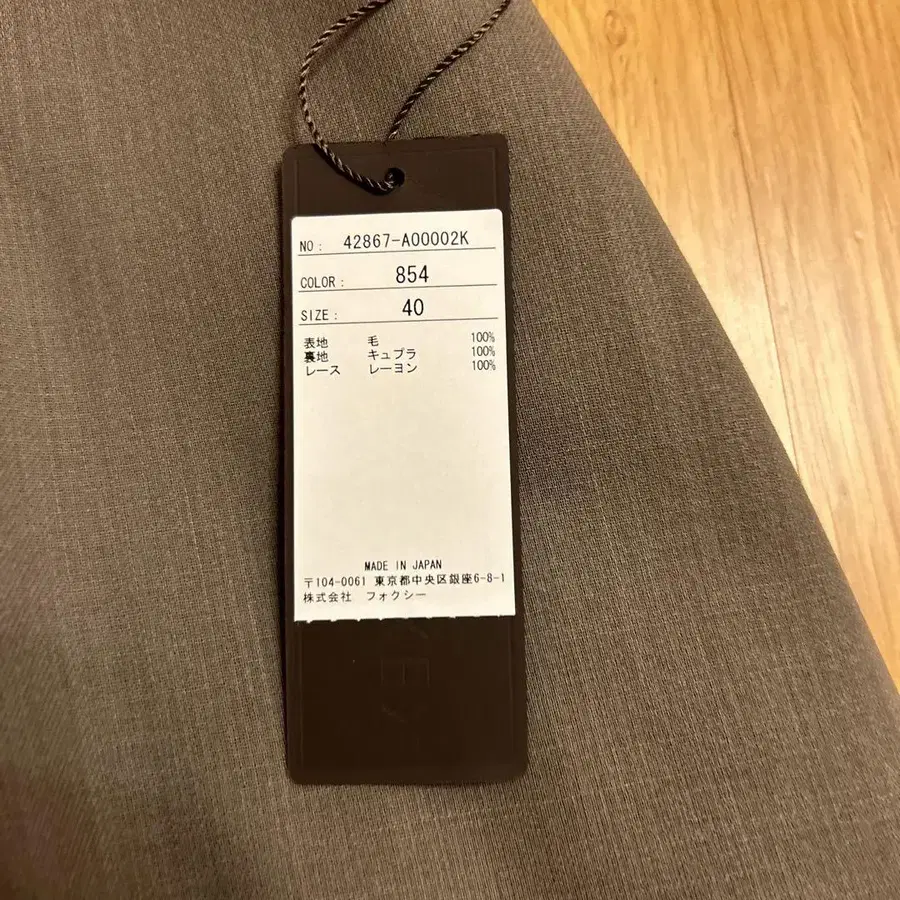 NO: 42867-A00002K
COLOR: 854
SIZE: 40
表地 毛 100%
裏地 キュプラ 100%
レース レーヨン 100%
MADE IN JAPAN
〒104-0061 東京都中央区銀座6-8-1
株式会社 フォクシー